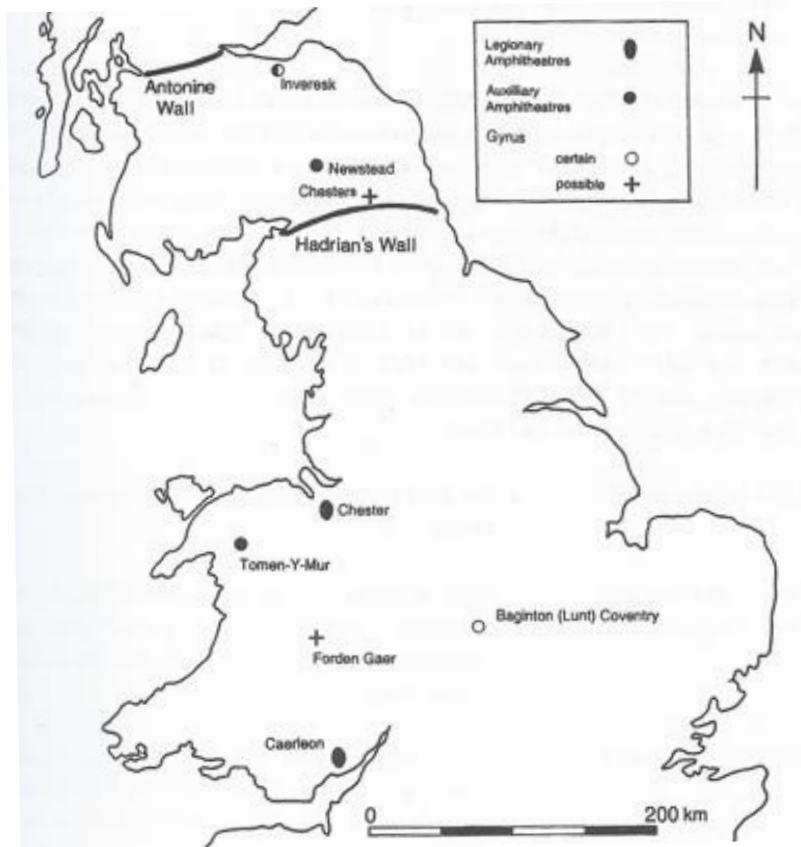 Legionary
Amphitheatres
Auxilliary
Amphitheatres
Gyrus
certain
possible
N
Inveresk
Antonine
Wall
Newstead
Chesters
Hadrian's Wall
Chester
Tomen-Y-Mur
Baginton (Lunt) Coventry
Forden Gaer
Caerleon
0
200 km